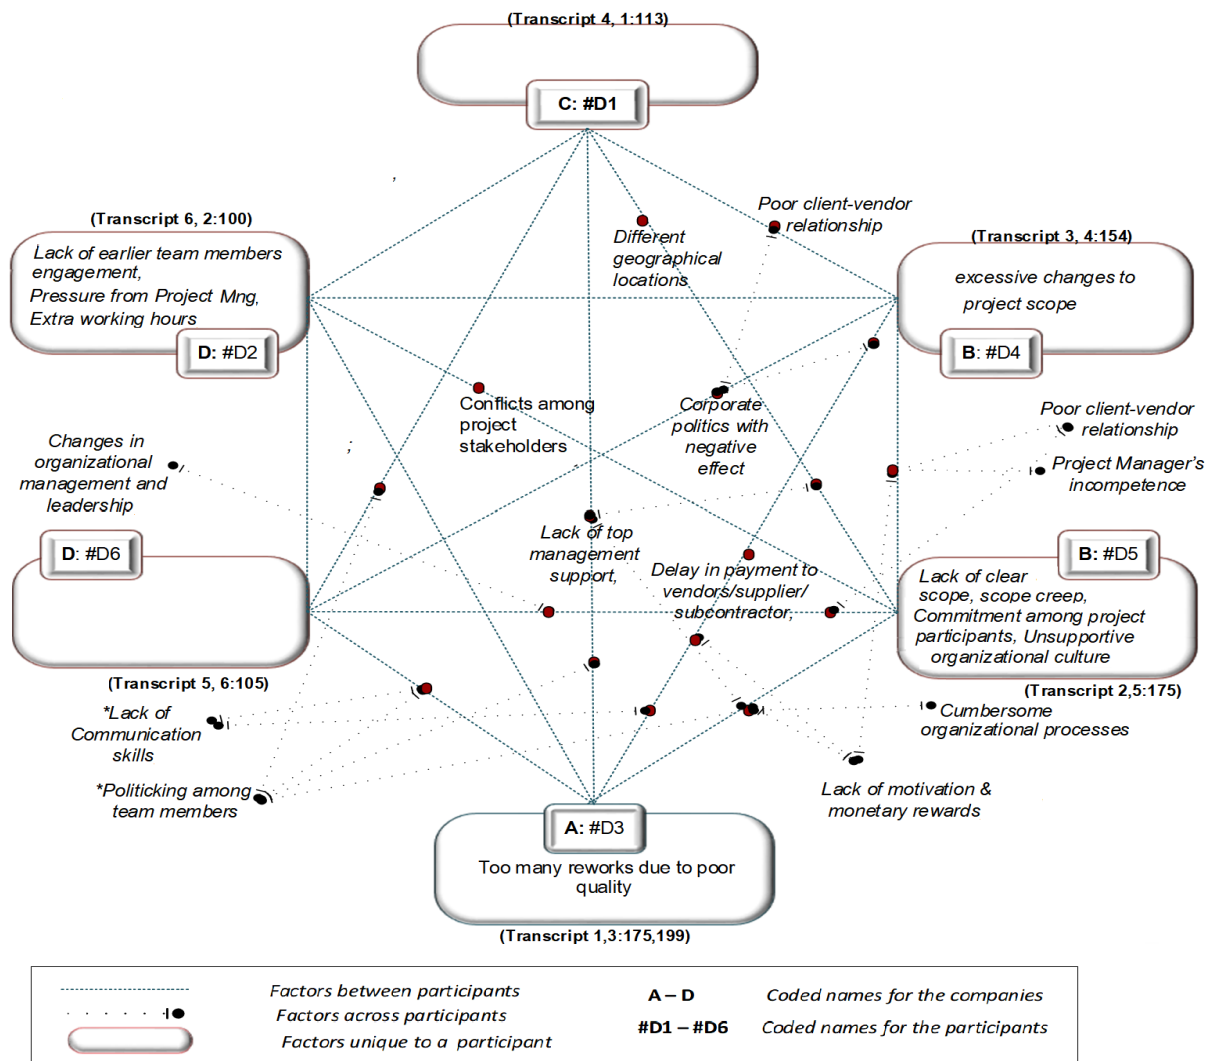 (Transcript 4, 1:113)
C: #D1
(Transcript 6, 2:100)
Lack of earlier team members
engagement,
Pressure from Project Mng,
Extra working hours
D: #D2
Different
geographical
locations
Poor client-vendor
relationship
(Transcript 3, 4:154)
excessive changes to
project scope
B: #D4
Conflicts among
project
stakeholders
Corporate
politics with
negative
effect
Poor client-vendor
relationship
Project Manager's
incompetence
Changes in
organizational
management and
leadership
D: #D6
(Transcript 5, 6:105)
Lack of top
management
support,
Delay in payment to
vendors/supplier/
subcontractor,
B: #D5
Lack of clear
scope, scope creep,
Commitment among project
participants, Unsupportive
organizational culture
(Transcript 2,5:175)
*Lack of
Communication
skills
*Politicking among
team members
Cumbersome
organizational processes
Lack of motivation &
monetary rewards
A: #D3
Too many reworks due to poor
quality
(Transcript 1,3:175,199)
Factors between participants
Factors across participants
Factors unique to a participant
A – D
Coded names for the companies
#D1 – #D6
Coded names for the participants